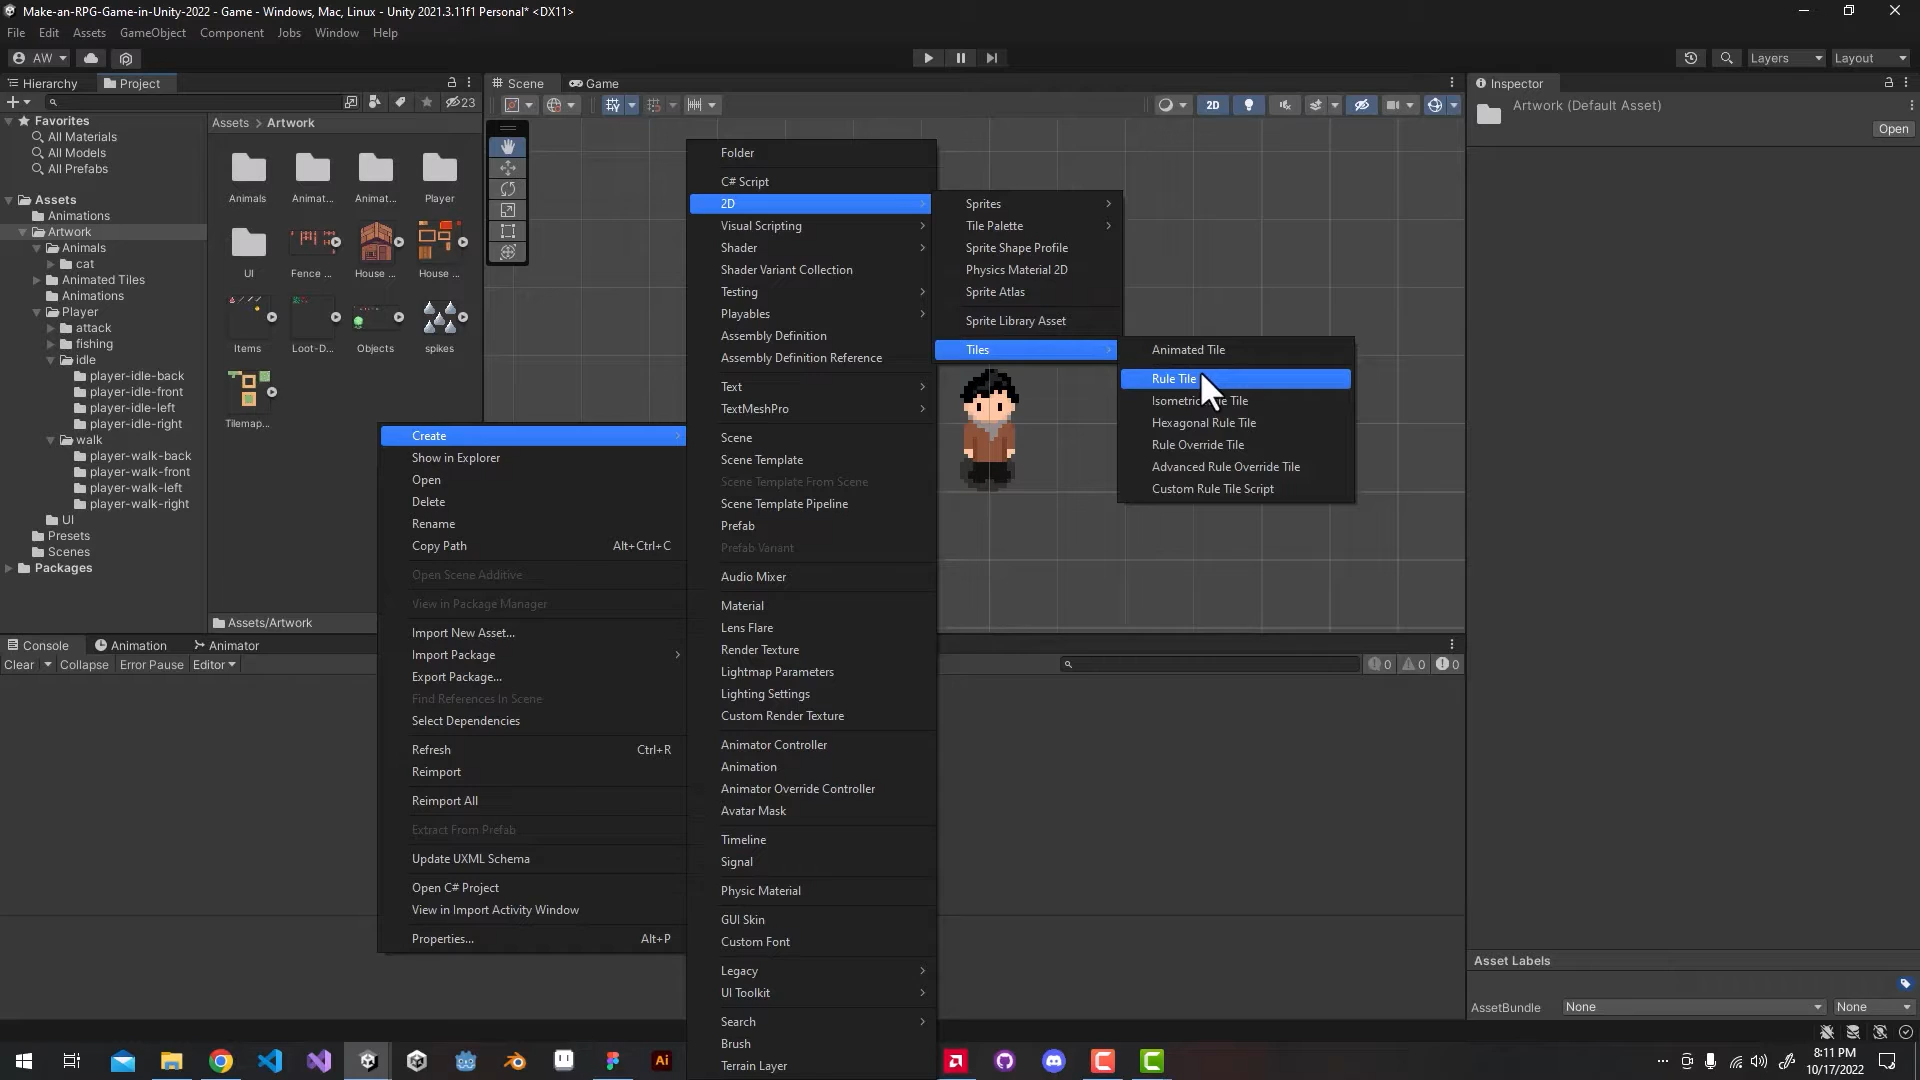 Make-an-RPG-Game-in-Unity-2022 - Game - Windows, Mac, Linux - Unity 2021.3.11f1 Personal* <DX11>
File Edit Assets GameObject Component Jobs Window Help
AW
Layers
Layout
Hierarchy
Project
23
Favorites
All Materials
All Models
All Prefabs
Assets
Animations
Artwork
Animals
cat
Animated Tiles
Animations
Player
attack
fishing
idle
player-idle-back
player-idle-front
player-idle-left
player-idle-right
walk
player-walk-back
player-walk-front
player-walk-left
player-walk-right
UI
Presets
Scenes
Packages
Assets > Artwork
Animals
Animat...
Animat...
Player
UI
Fence ...
House ...
House ...
Items
Loot-D...
Objects
spikes
Tilemap...
Assets/Artwork
Scene
Game
2D
Create
Show in Explorer
Open
Delete
Rename
Copy Path Alt+Ctrl+C
Open Scene Additive
View in Package Manager
Import New Asset...
Import Package
Export Package...
Find References In Scene
Select Dependencies
Refresh Ctrl+R
Reimport
Reimport All
Extract From Prefab
Update UXML Schema
Open C# Project
View in Import Activity Window
Properties... Alt+P
Folder
C# Script
2D
Visual Scripting
Shader
Shader Variant Collection
Testing
Playables
Assembly Definition
Assembly Definition Reference
Text
TextMeshPro
Scene
Scene Template
Scene Template From Scene
Scene Template Pipeline
Prefab
Prefab Variant
Audio Mixer
Material
Lens Flare
Render Texture
Lightmap Parameters
Lighting Settings
Custom Render Texture
Animator Controller
Animation
Animator Override Controller
Avatar Mask
Timeline
Signal
Physic Material
GUI Skin
Custom Font
Legacy
UI Toolkit
Search
Brush
Terrain Layer
Sprites
Tile Palette
Sprite Shape Profile
Physics Material 2D
Sprite Atlas
Sprite Library Asset
Tiles
Animated Tile
Rule Tile
Isometric Tile
Hexagonal Rule Tile
Rule Override Tile
Advanced Rule Override Tile
Custom Rule Tile Script
Inspector
Artwork (Default Asset)
Open
Asset Labels
AssetBundle None None
Console
Animation
Animator
Clear Collapse Error Pause Editor
0 0 0
Ai
8:11 PM
10/17/2022